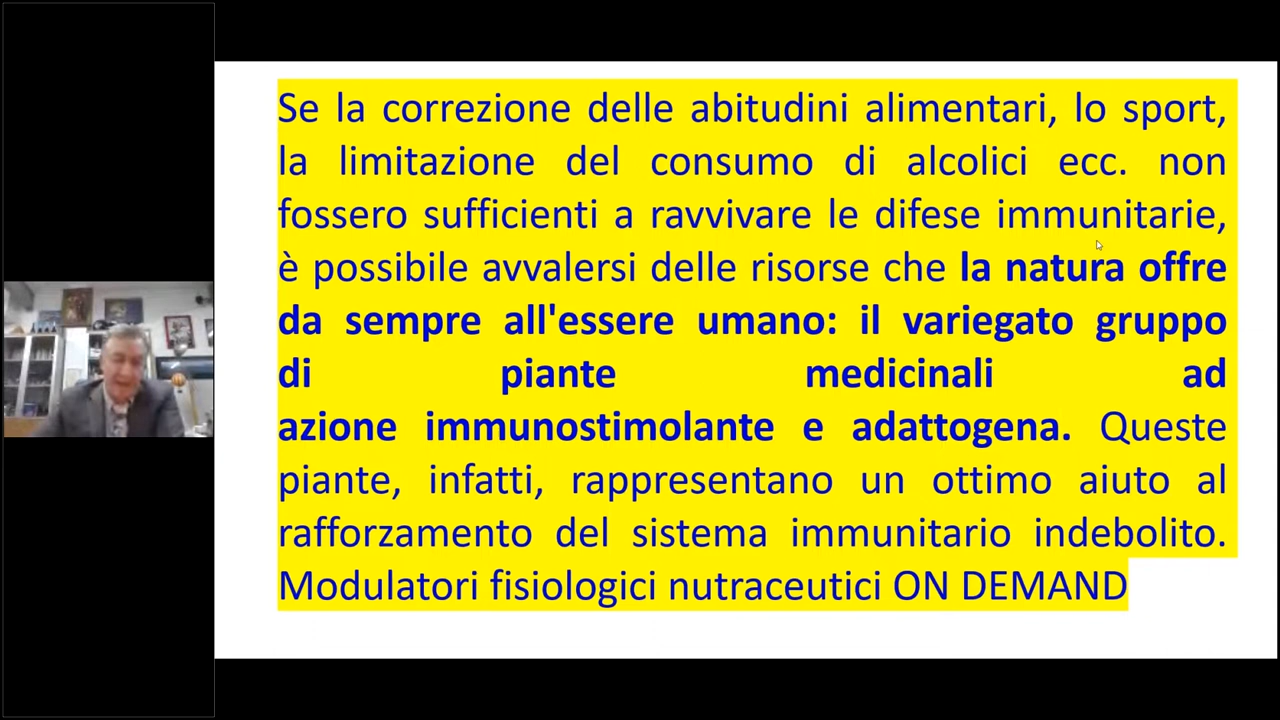 Se la correzione delle abitudini alimentari, lo sport,
la limitazione del consumo di alcolici ecc. non
fossero sufficienti a ravvivare le difese immunitarie,
è possibile avvalersi delle risorse che la natura offre
da sempre all'essere umano: il variegato gruppo
di piante medicinali ad
azione immunostimolante e adattogena. Queste
piante, infatti, rappresentano un ottimo aiuto al
rafforzamento del sistema immunitario indebolito.
Modulatori fisiologici nutraceutici ON DEMAND